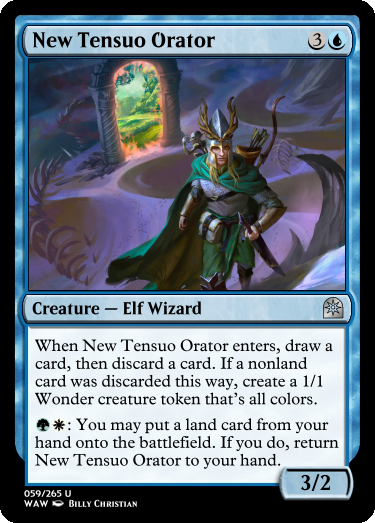 New Tensuo Orator 3
Creature — Elf Wizard
When New Tensuo Orator enters, draw a
card, then discard a card. If a nonland
card was discarded this way, create a 1/1
Wonder creature token that's all colors.
: You may put a land card from your
hand onto the battlefield. If you do, return
New Tensuo Orator to your hand.
3/2
059/265 U
WAW BILLY CHRISTIAN